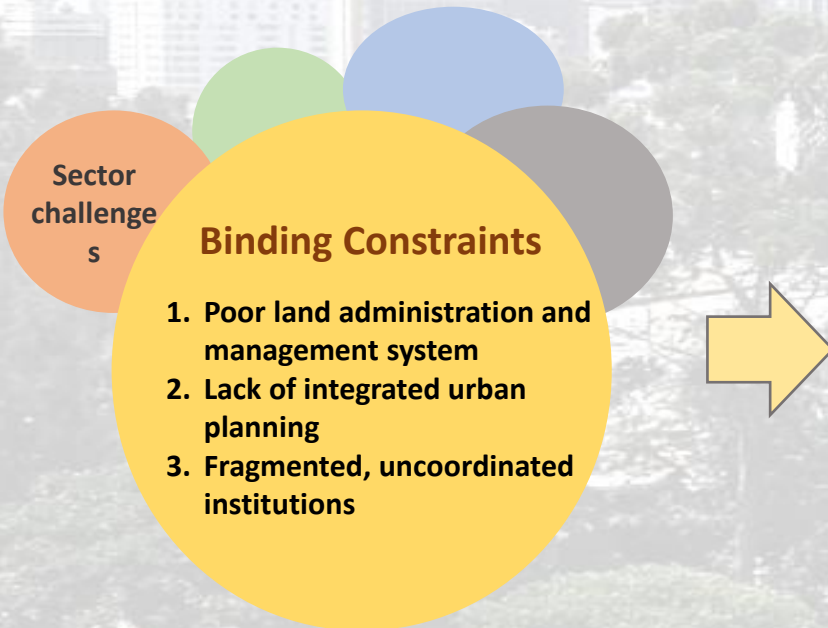 Sector
challenge
s
Binding Constraints
1. Poor land administration and
management system
2. Lack of integrated urban
planning
3. Fragmented, uncoordinated
institutions